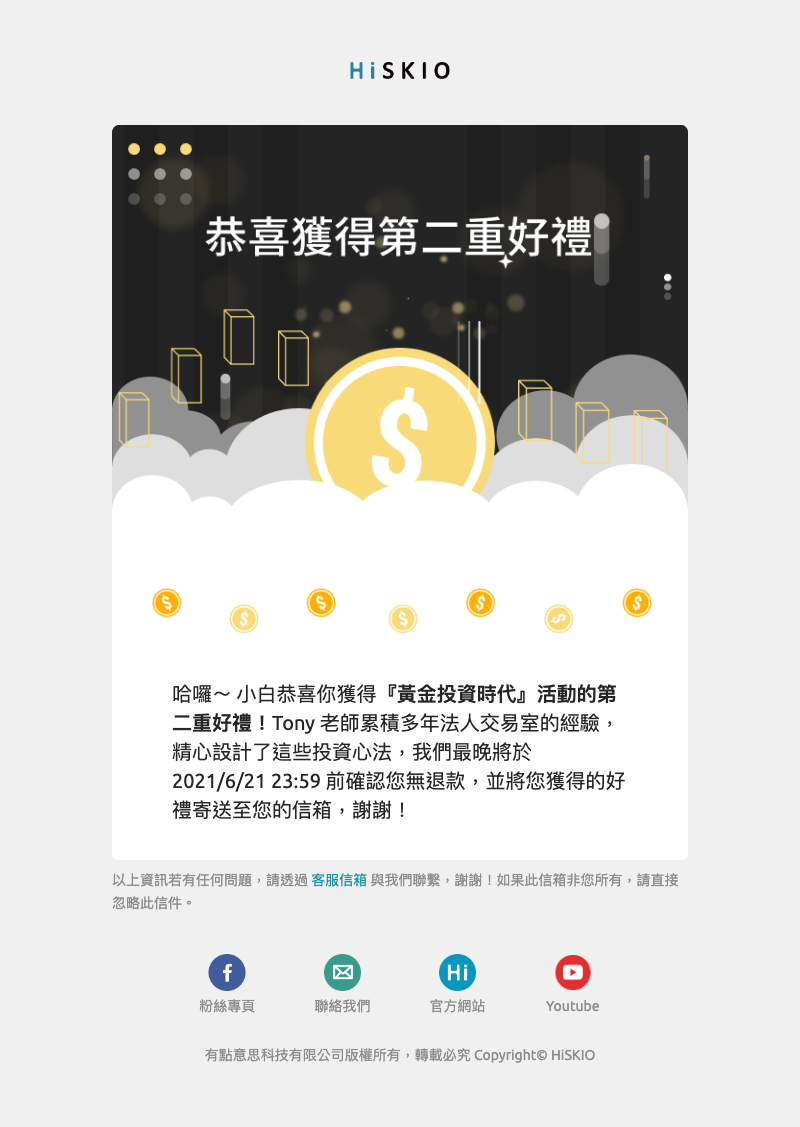 HiSKIO
恭喜獲得第二重好禮
哈囉～ 小白恭喜你獲得『黃金投資時代』活動的第
二重好禮！Tony 老師累積多年法人交易室的經驗，
精心設計了這些投資心法，我們最晚將於
2021/6/21 23:59 前確認您無退款，並將您獲得的好
禮寄送至您的信箱，謝謝！
以上資訊若有任何問題，請透過 客服信箱 與我們聯繫，謝謝！如果此信箱非您所有，請直接
忽略此信件。
Hi
粉絲專頁 聯絡我們 官方網站 Youtube
有點意思科技有限公司版權所有，轉載必究 Copyright© HiSKIO